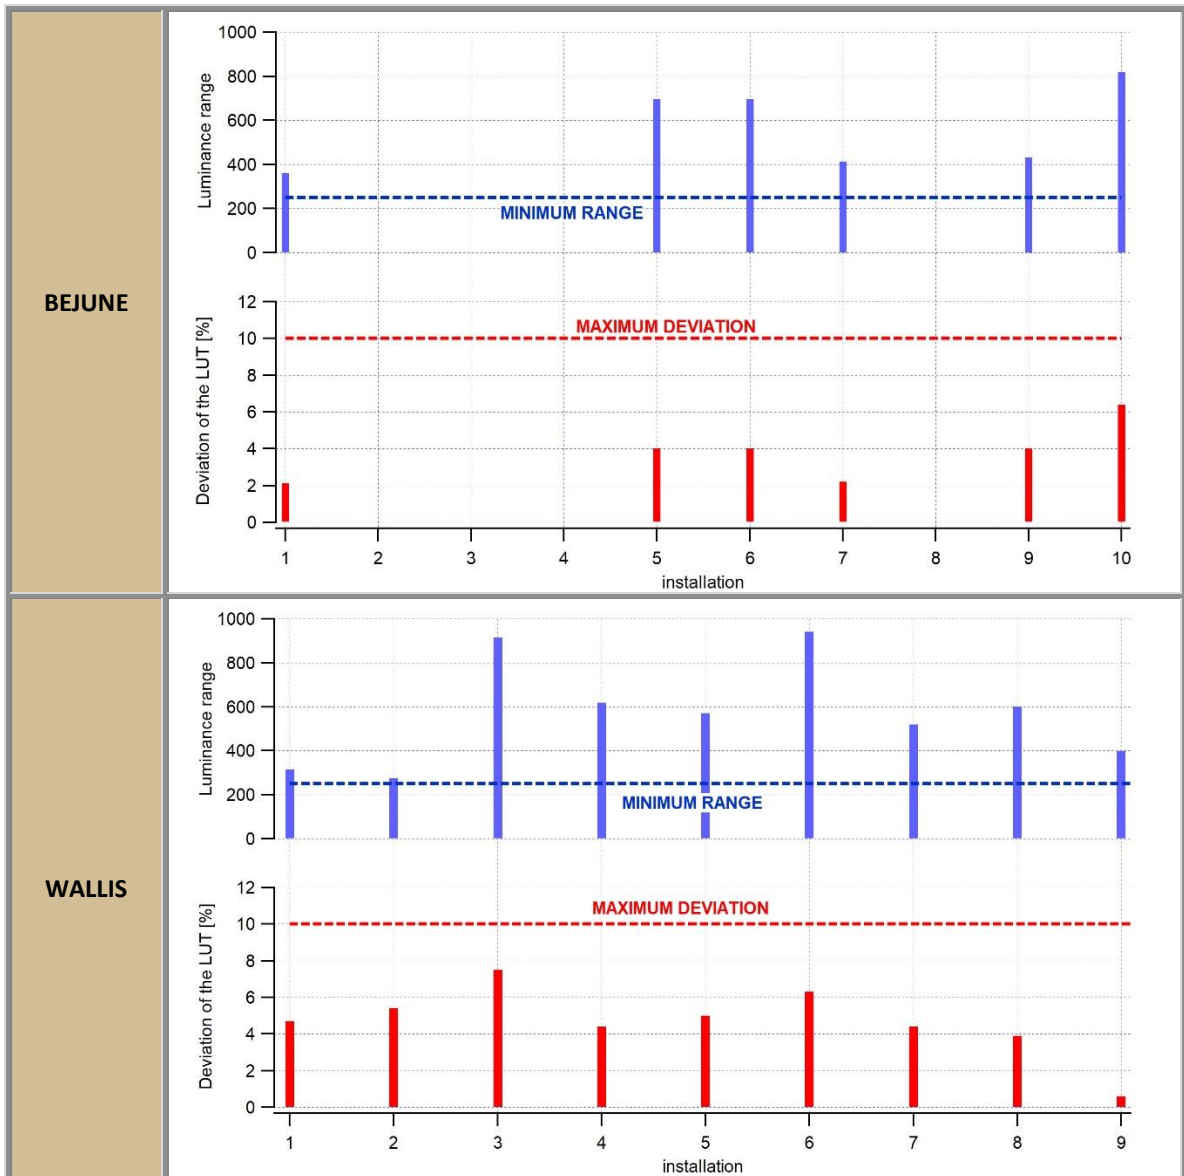 BEJUNE
Luminance range
1000
800
600
400
200
0
MINIMUM RANGE
Deviation of the LUT [%]
12
10
8
6
4
2
0
MAXIMUM DEVIATION
1 2 3 4 5 6 7 8 9 10
installation
WALLIS
Luminance range
1000
800
600
400
200
0
MINIMUM RANGE
Deviation of the LUT [%]
12
10
8
6
4
2
0
MAXIMUM DEVIATION
1 2 3 4 5 6 7 8 9
installation